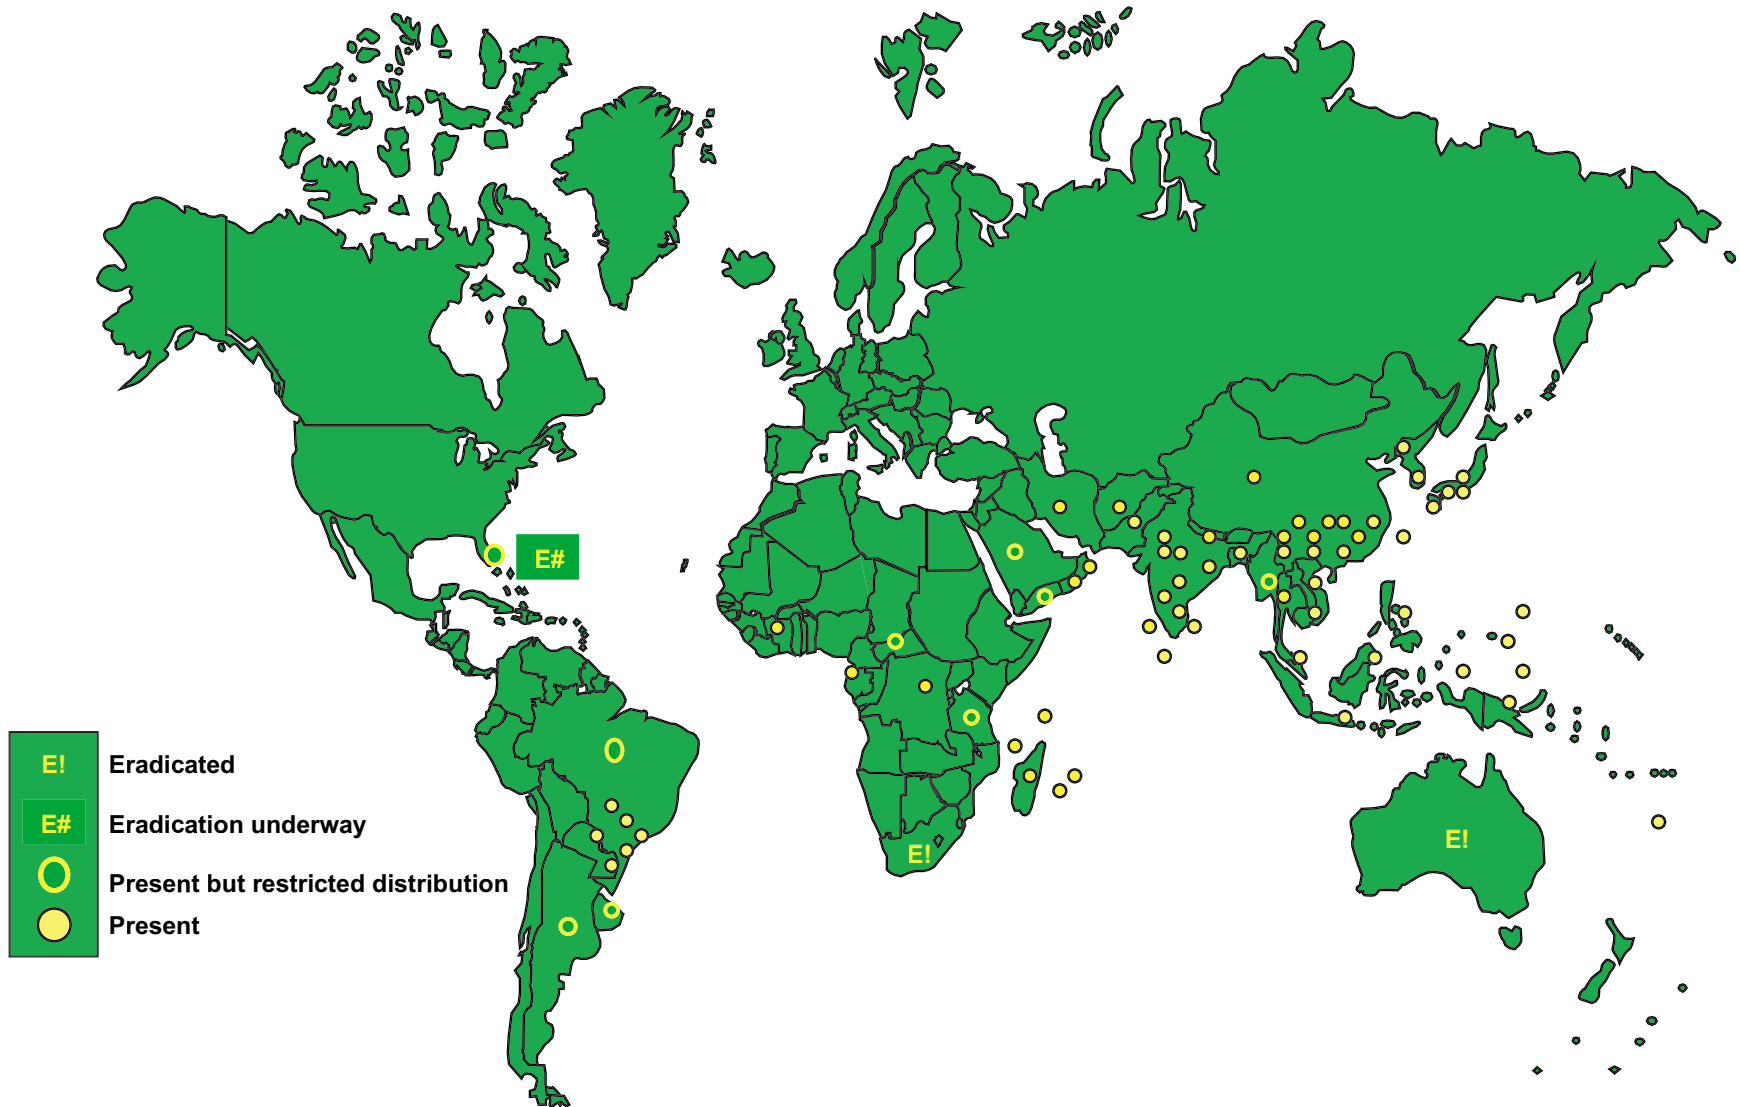 E#
E! Eradicated
E# Eradication underway
Present but restricted distribution
Present
E!
E!